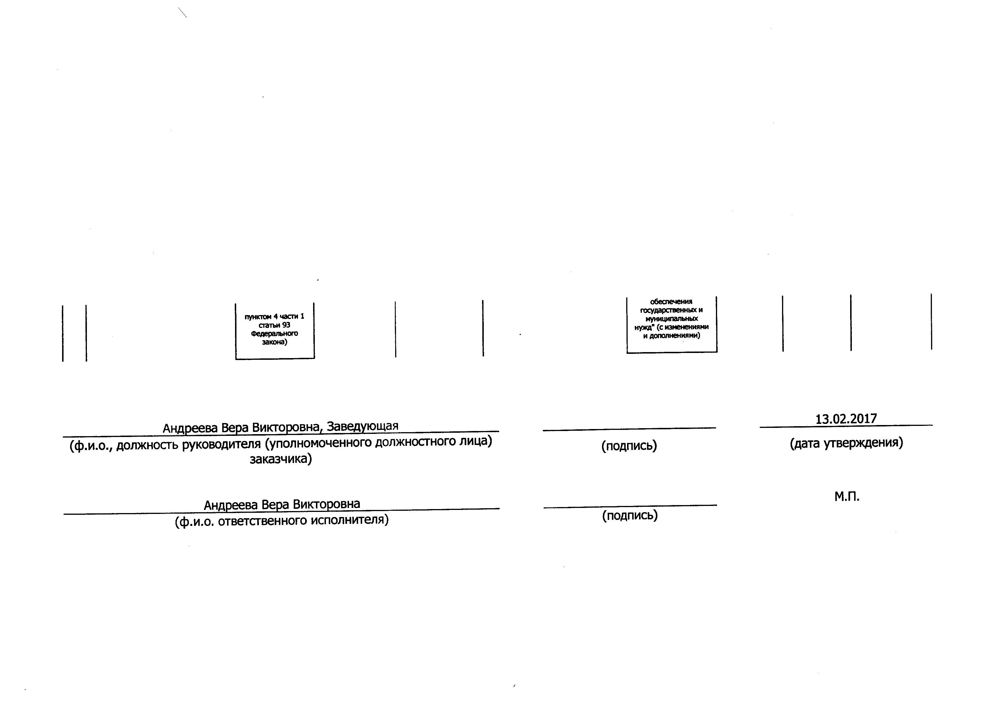 пунктом 4 части 1
статьи 93
Федерального
закона)
обеспечения
государственных и
муниципальных
нужд" (с изменениями
и дополнениями)
Андреева Вера Викторовна, Заведующая
(ф.и.о., должность руководителя (уполномоченного должностного лица)
заказчика)
(подпись)
13.02.2017
(дата утверждения)
Андреева Вера Викторовна
(ф.и.о. ответственного исполнителя)
(подпись)
М.П.